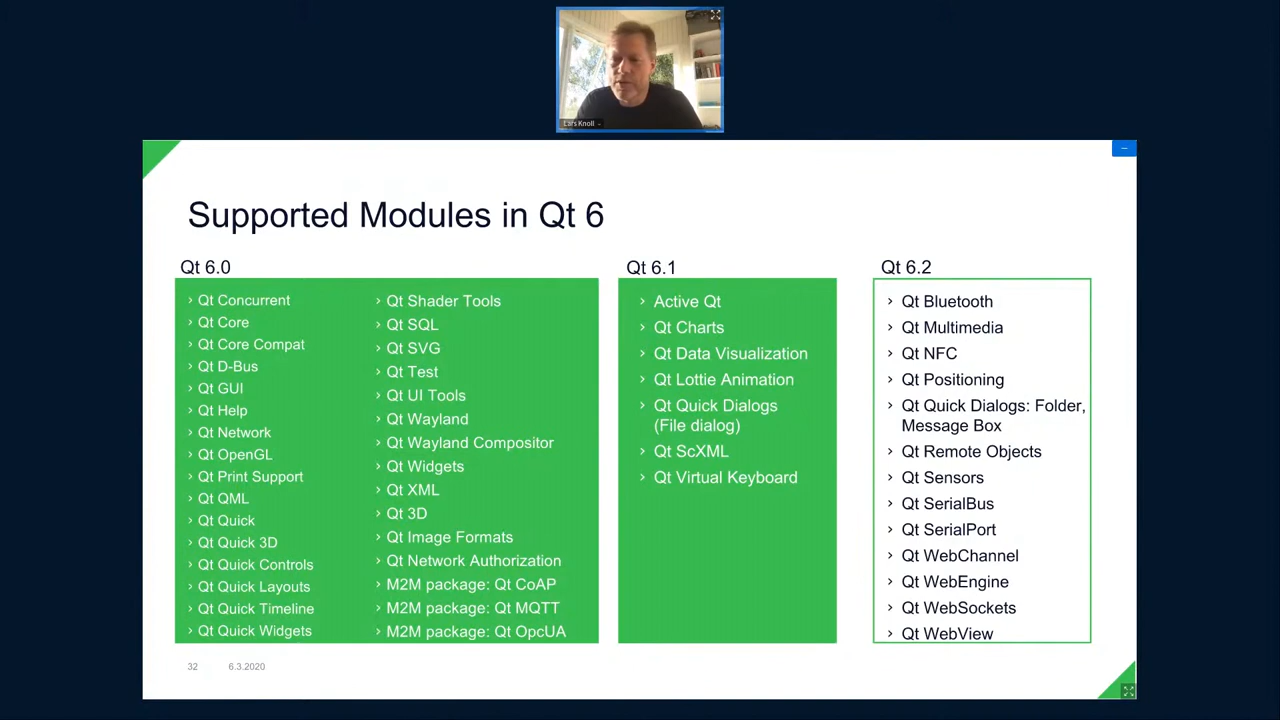 Lars Knoll
Supported Modules in Qt 6
Qt 6.0
› Qt Concurrent
› Qt Core
› Qt Core Compat
› Qt D-Bus
› Qt GUI
› Qt Help
› Qt Network
› Qt OpenGL
› Qt Print Support
› Qt QML
› Qt Quick
› Qt Quick 3D
› Qt Quick Controls
› Qt Quick Layouts
› Qt Quick Timeline
› Qt Quick Widgets
› Qt Shader Tools
› Qt SQL
› Qt SVG
› Qt Test
› Qt UI Tools
› Qt Wayland
› Qt Wayland Compositor
› Qt Widgets
› Qt XML
› Qt 3D
› Qt Image Formats
› Qt Network Authorization
› M2M package: Qt CoAP
› M2M package: Qt MQTT
› M2M package: Qt OpcUA
Qt 6.1
› Active Qt
› Qt Charts
› Qt Data Visualization
› Qt Lottie Animation
› Qt Quick Dialogs
(File dialog)
› Qt ScXML
› Qt Virtual Keyboard
Qt 6.2
› Qt Bluetooth
› Qt Multimedia
› Qt NFC
› Qt Positioning
› Qt Quick Dialogs: Folder,
Message Box
› Qt Remote Objects
› Qt Sensors
› Qt SerialBus
› Qt SerialPort
› Qt WebChannel
› Qt WebEngine
› Qt WebSockets
› Qt WebView
32 6.3.2020